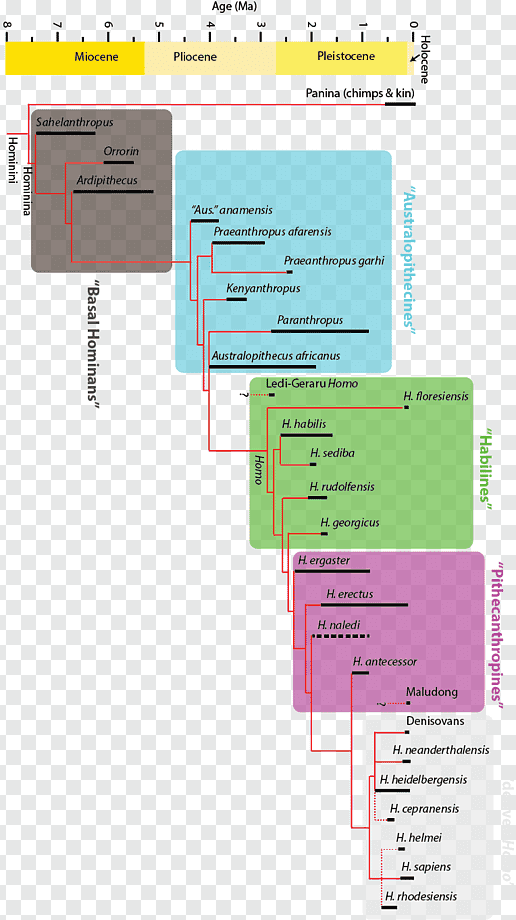 Age (Ma)
8 7 6 5 4 3 2 1 0
Miocene Pliocene Pleistocene Holocene
Panina (chimps & kin)
Hominini
Hominina
Sahelanthropus
Orrorin
Ardipithecus
"Basal Hominans"
"Aus." anamensis
Praeanthropus afarensis
Praeanthropus garhi
Kenyanthropus
Paranthropus
Australopithecus africanus
"Australopithecines"
Ledi-Geraru Homo
?
H. floresiensis
H. habilis
H. sediba
Homo
H. rudolfensis
H. georgicus
"Habilines"
H. ergaster
H. erectus
H. naledi
H. antecessor
Maludong
?
"Pithecanthropines"
Denisovans
H. neanderthalensis
H. heidelbergensis
H. cepranensis
H. helmei
H. sapiens
H. rhodesiensis